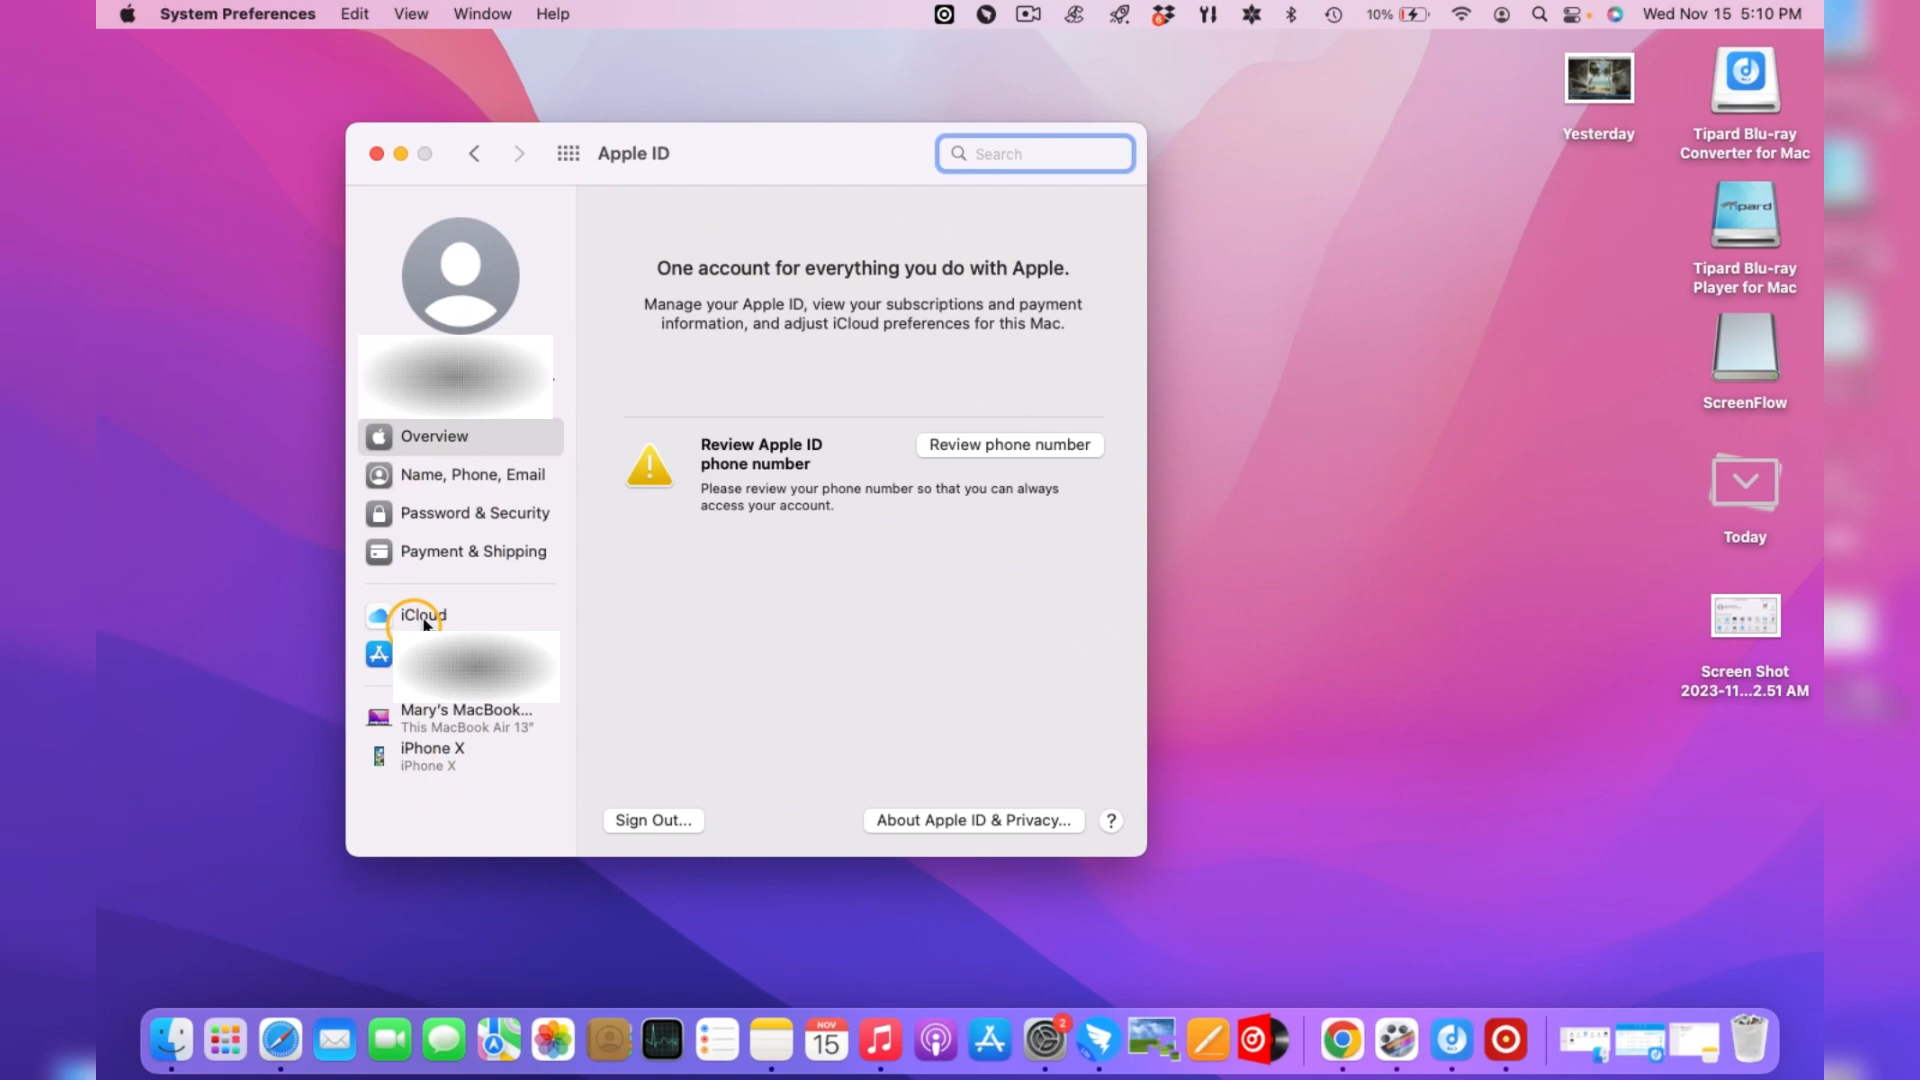 System Preferences Edit View Window Help
6
10%
Wed Nov 15 5:10 PM
Apple ID
Search
One account for everything you do with Apple.
Manage your Apple ID, view your subscriptions and payment
information, and adjust iCloud preferences for this Mac.
Overview
Name, Phone, Email
Password & Security
Payment & Shipping
iCloud
Mary's MacBook...
This MacBook Air 13"
iPhone X
iPhone X
Review Apple ID
phone number
Please review your phone number so that you can always
access your account.
Review phone number
Sign Out...
About Apple ID & Privacy...
?
Yesterday
Tipard Blu-ray
Converter for Mac
Tipard
Tipard Blu-ray
Player for Mac
ScreenFlow
Today
Screen Shot
2023-11...2.51 AM
NOV
15
2